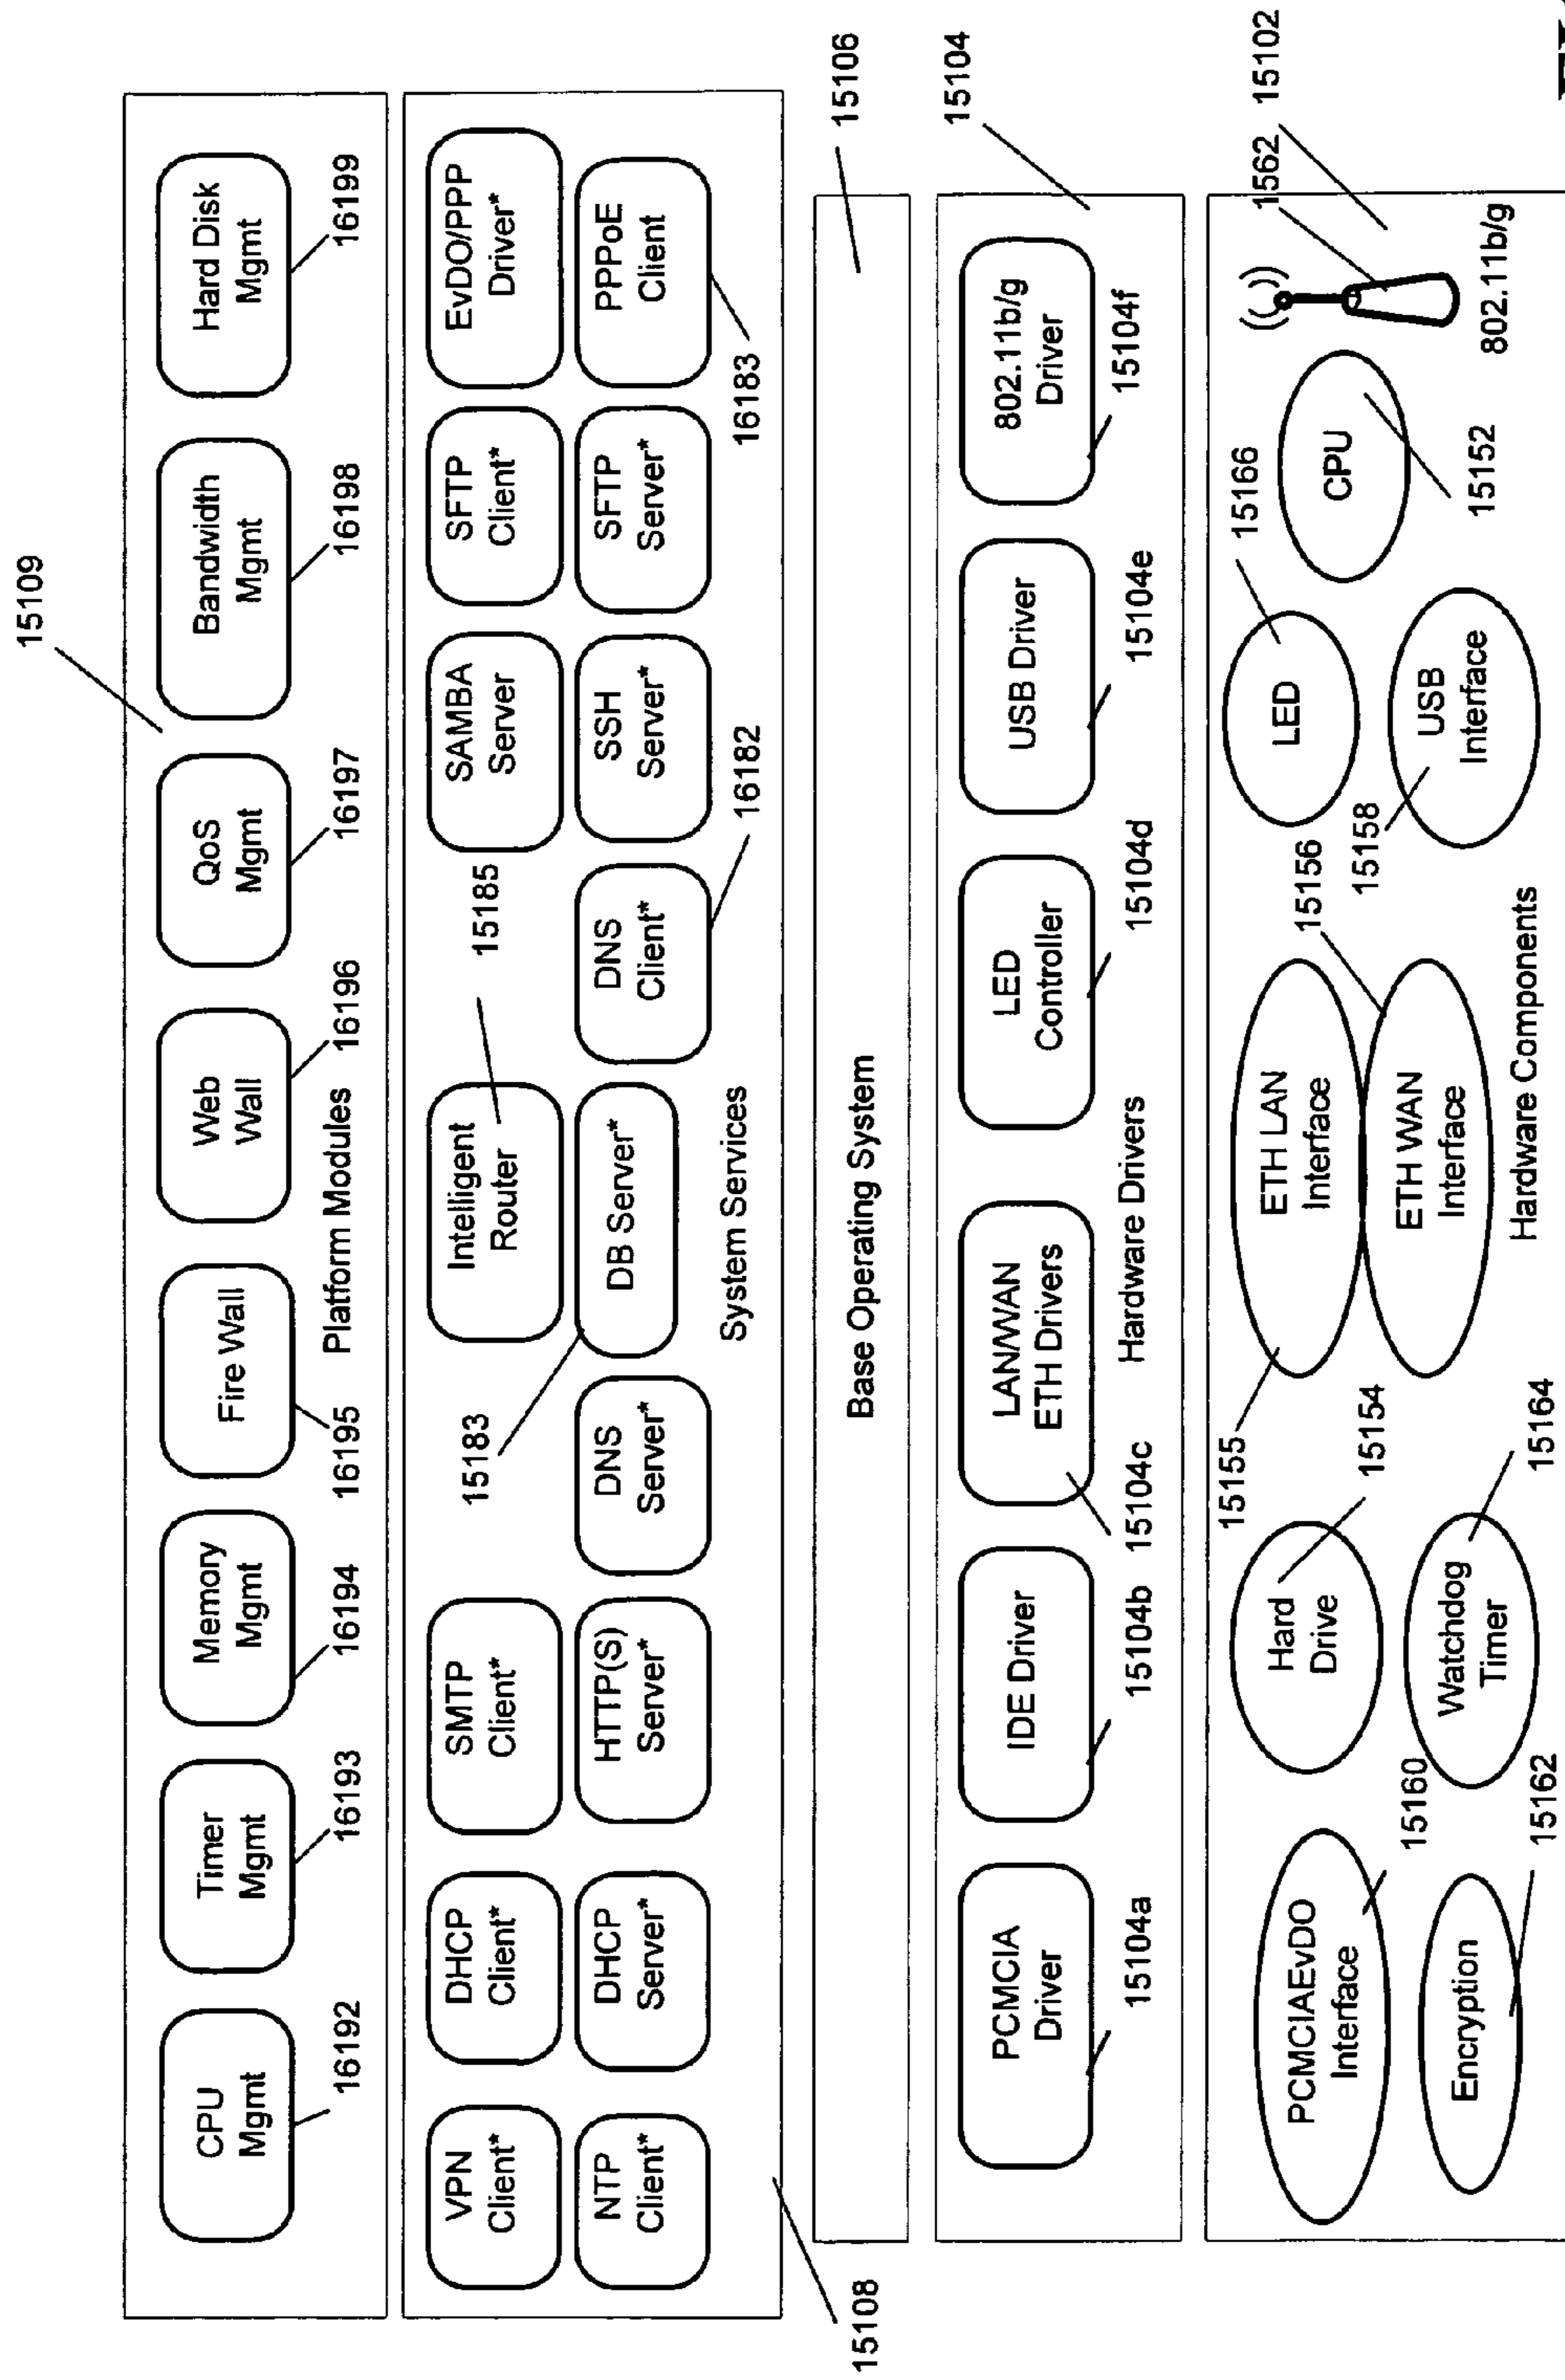 15109
CPU
Mgmt
16192
Timer
Mgmt
16193
Memory
Mgmt
16194
Fire Wall
16195
Web
Wall
16196
QoS
Mgmt
16197
Bandwidth
Mgmt
16198
Hard Disk
Mgmt
16199
Platform Modules
VPN
Client*
DHCP
Client*
SMTP
Client*
Intelligent
Router
15185
SAMBA
Server
SFTP
Client*
EvDO/PPP
Driver*
NTP
Client*
DHCP
Server*
HTTP(S)
Server*
DNS
Server*
15183
DB Server*
DNS
Client*
16182
SSH
Server*
SFTP
Server*
PPPoE
Client
16183
System Services
15108
15106
Base Operating System
15104
PCMCIA
Driver
15104a
IDE Driver
15104b
LAN/WAN
ETH Drivers
15104c
LED
Controller
15104d
USB Driver
15104e
802.11b/g
Driver
15104f
Hardware Drivers
PCMCIAEvDO
Interface
15160
Encryption
15162
Hard
Drive
15154
Watchdog
Timer
15164
15155
ETH LAN
Interface
15156
ETH WAN
Interface
LED
15166
15158
USB
Interface
CPU
15152
1562
15102
802.11b/g
Hardware Components